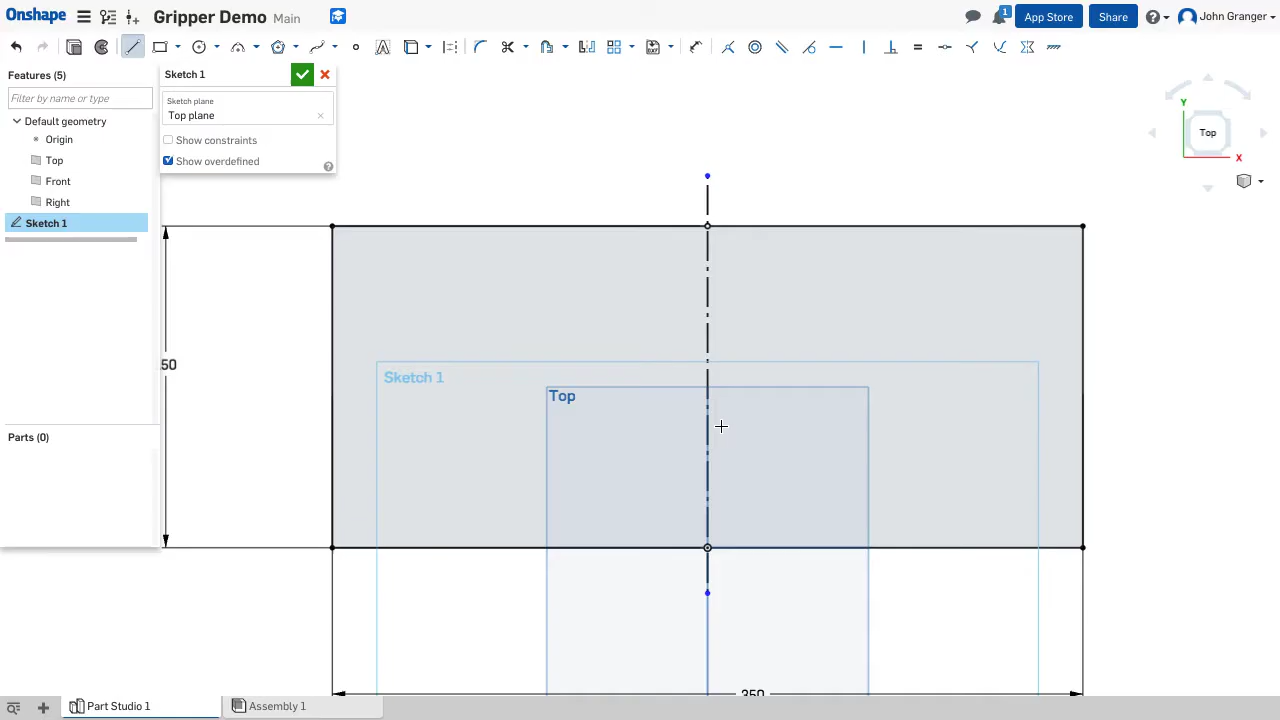 Onshape
Gripper Demo Main
1
App Store
Share
John Granger
Features (5)
Filter by name or type
Default geometry
Origin
Top
Front
Right
Sketch 1
Sketch 1
Sketch plane
Top plane
Show constraints
Show overdefined
Y
Top
X
50
Sketch 1
Top
Parts (0)
350
Part Studio 1
Assembly 1